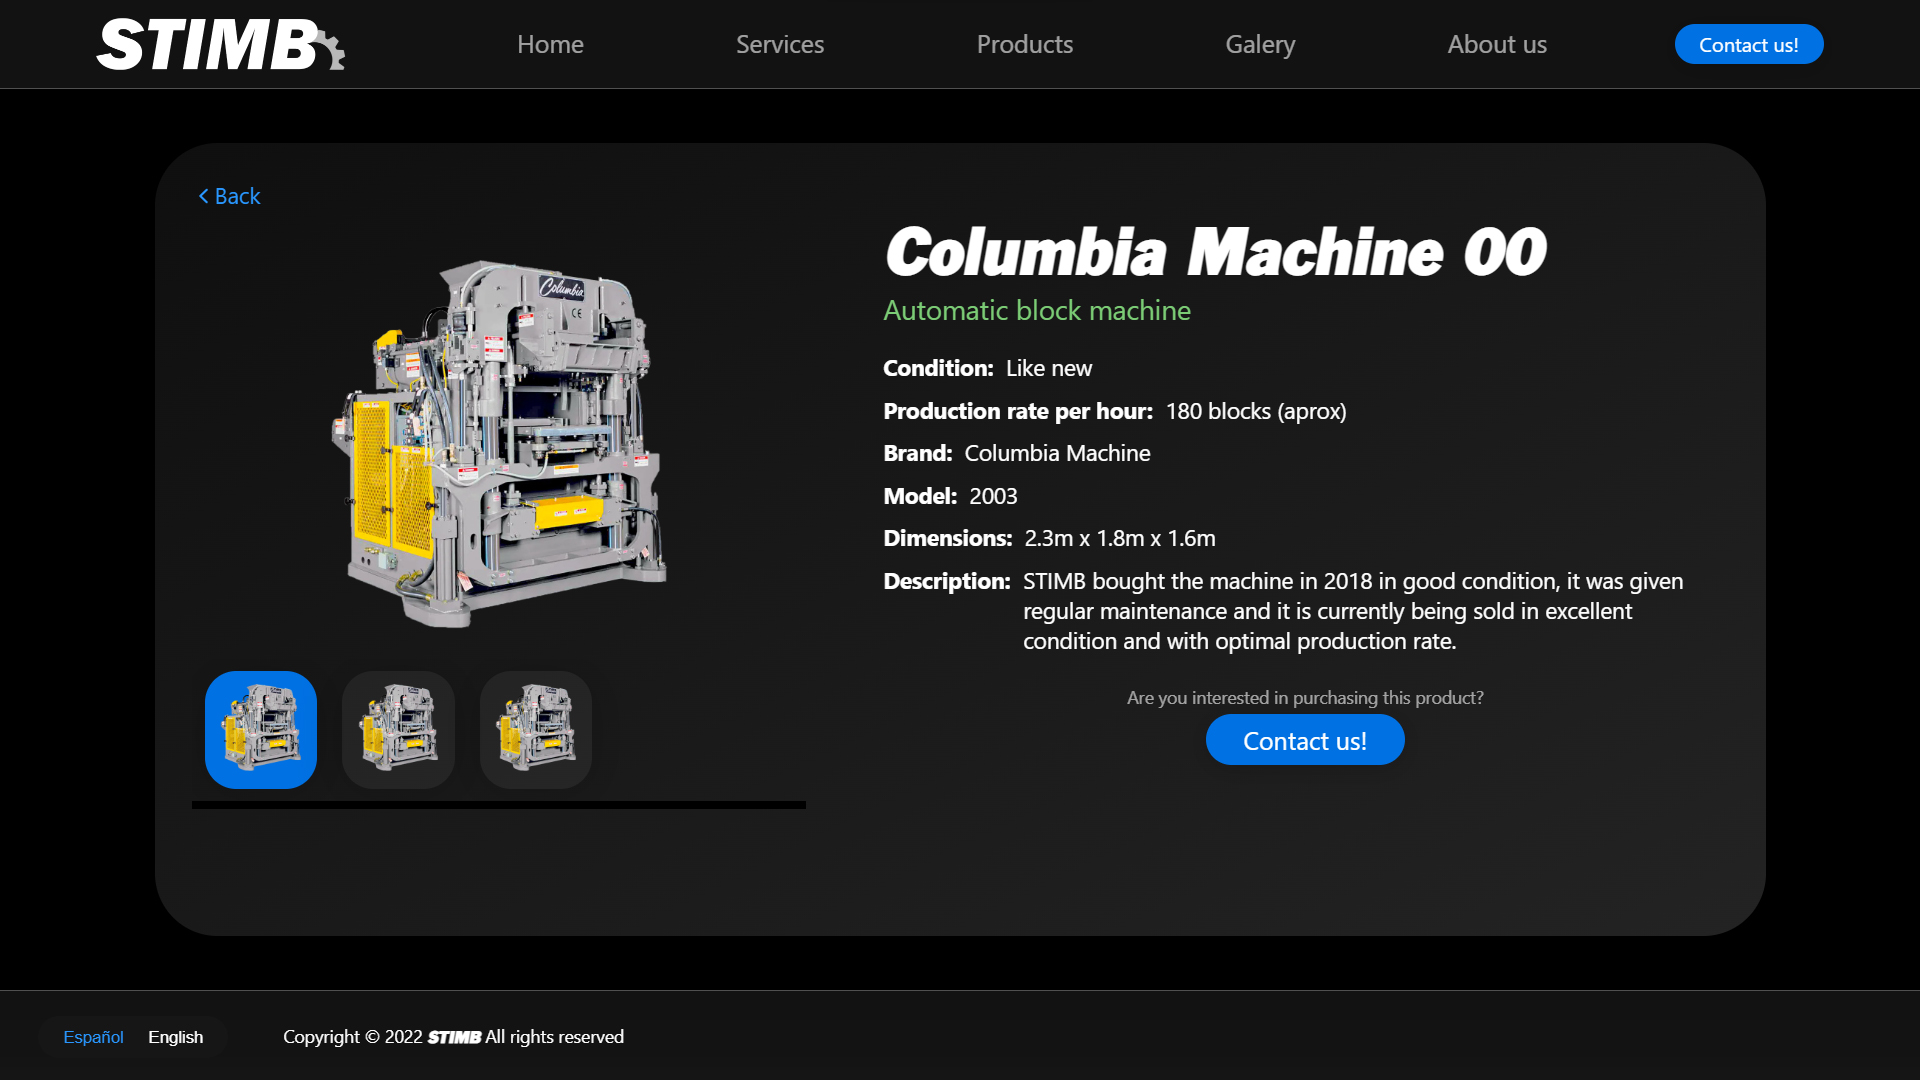 STIMB
Home
Services
Products
Galery
About us
Contact us!
Back
Columbia
CE
Columbia Machine 00
Automatic block machine
Condition: Like new
Production rate per hour: 180 blocks (aprox)
Brand: Columbia Machine
Model: 2003
Dimensions: 2.3m x 1.8m x 1.6m
Description: STIMB bought the machine in 2018 in good condition, it was given
regular maintenance and it is currently being sold in excellent
condition and with optimal production rate.
Are you interested in purchasing this product?
Contact us!
Español
English
Copyright © 2022 STIMB All rights reserved